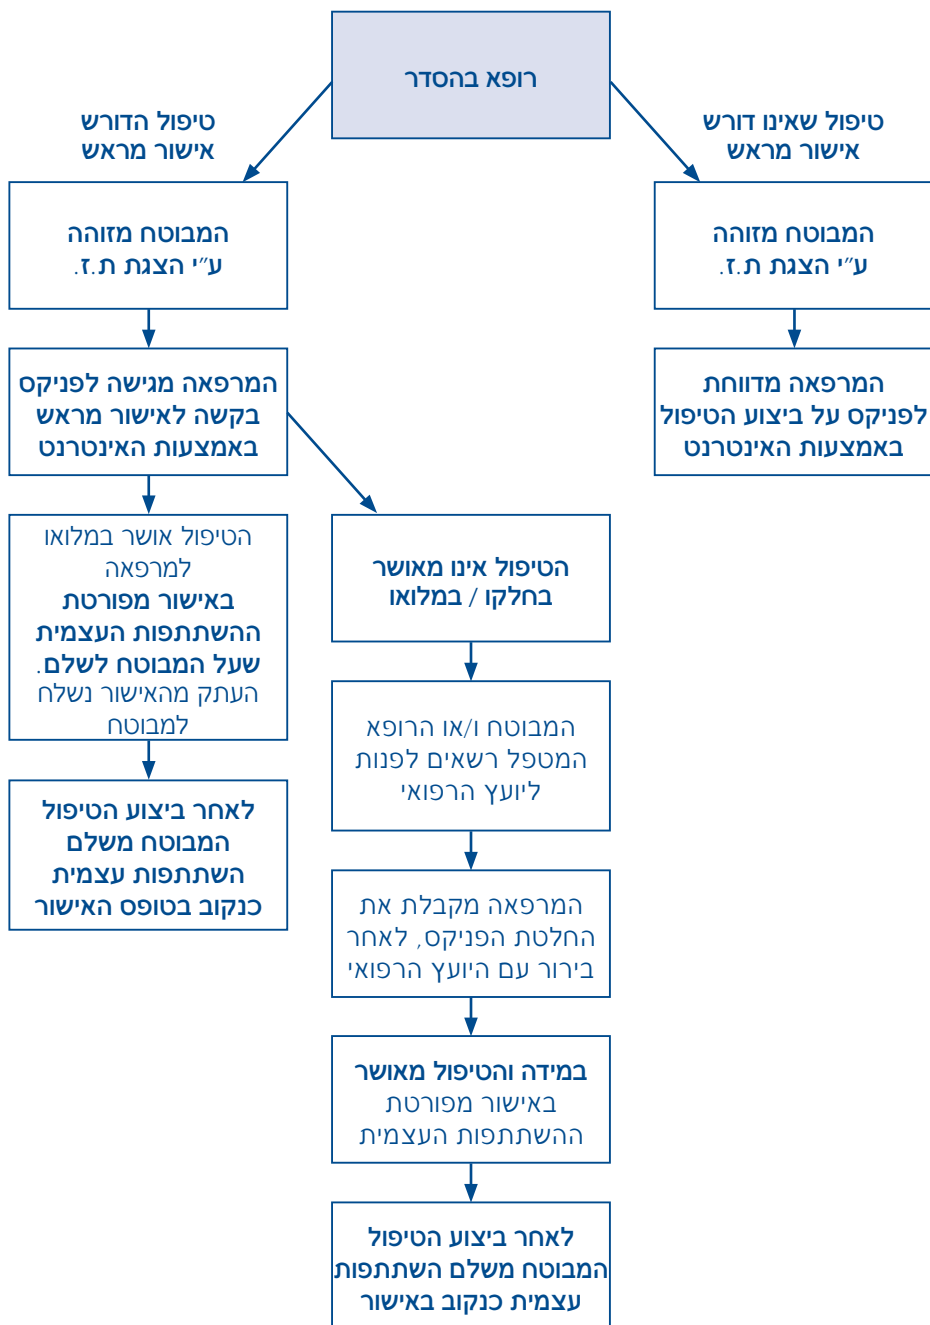 רופא בהסדר
טיפול שאינו דורש
אישור מראש
המבוטח מזוהה
ע״י הצגת ת.ז.
המרפאה מדווחת
לפניקס על ביצוע הטיפול
באמצעות האינטרנט
טיפול הדורש
אישור מראש
המבוטח מזוהה
ע״י הצגת ת.ז.
המרפאה מגישה לפניקס
בקשה לאישור מראש
באמצעות האינטרנט
הטיפול אינו מאושר
בחלקו / במלואו
המבוטח ו/או הרופא
המטפל רשאים לפנות
ליועץ הרפואי
המרפאה מקבלת את
החלטת הפניקס, לאחר
בירור עם היועץ הרפואי
במידה והטיפול מאושר
באישור מפורטת
ההשתתפות העצמית
לאחר ביצוע הטיפול
המבוטח משלם השתתפות
עצמית כנקוב באישור
הטיפול אושר במלואו
למרפאה
באישור מפורטת
ההשתתפות העצמית
שעל המבוטח לשלם.
העתק מהאישור נשלח
למבוטח
לאחר ביצוע הטיפול
המבוטח משלם
השתתפות עצמית
כנקוב בטופס האישור